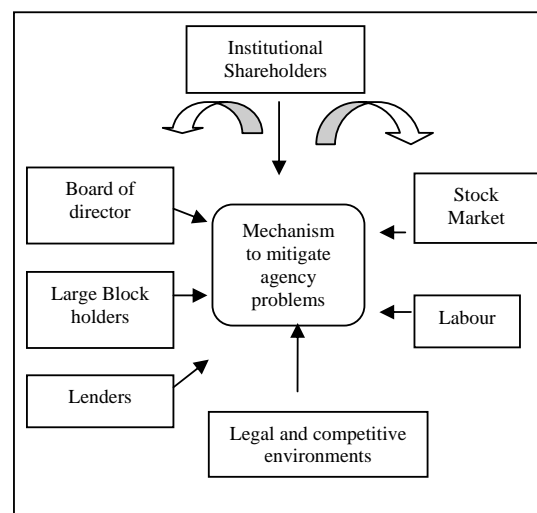 Institutional
Shareholders
Board of
director
Stock
Market
Mechanism
to mitigate
agency
problems
Large Block
holders
Labour
Lenders
Legal and competitive
environments